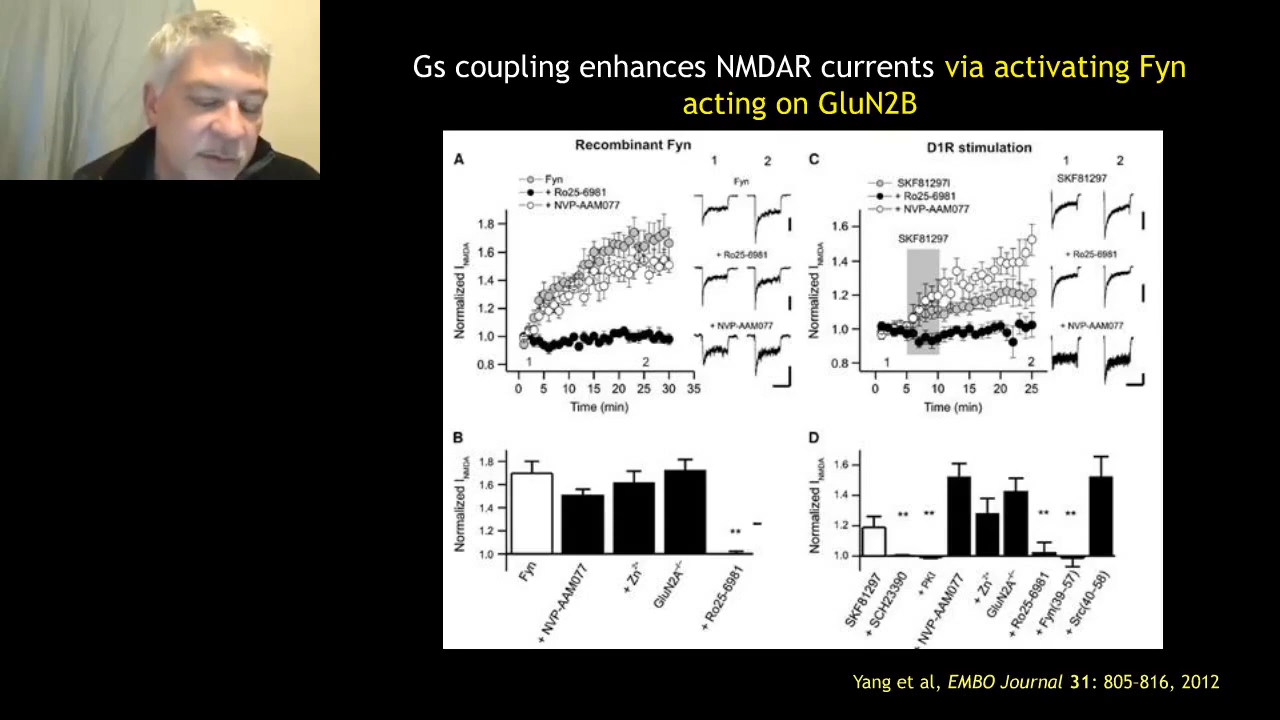 Gs coupling enhances NMDAR currents via activating Fyn
acting on GluN2B
Recombinant Fyn
A
Fyn
+ Ro25-6981
+ NVP-AAM077
1 2
Fyn
+ Ro25-6981
+ NVP-AAM077
Normalized I NMDA
1.8
1.6
1.4
1.2
1.0
0.8
1 2
0 5 10 15 20 25 30 35
Time (min)
D1R stimulation
C
SKF81297I
+ Ro25-6981
+ NVP-AAM077
SKF81297
1 2
SKF81297
+ Ro25-6981
+ NVP-AAM077
Normalized I NMDA
1.6
1.4
1.2
1.0
0.8
1 2
0 5 10 15 20 25
Time (min)
B
Normalized I NMDA
1.8
1.6
1.4
1.2
1.0
**
Fyn
+ NVP-AAM077
+ Zn²⁺
GluN2A⁻/⁻
+ Ro25-6981
D
Normalized I NMDA
1.6
1.4
1.2
1.0
** ** ** **
SKF81297
+ SCH23390
+ PKI
+ NVP-AAM077
+ Zn²⁺
GluN2A⁻/⁻
+ Ro25-6981
+ Fyn(39–57)
+ Src(40–58)
Yang et al, EMBO Journal 31: 805-816, 2012